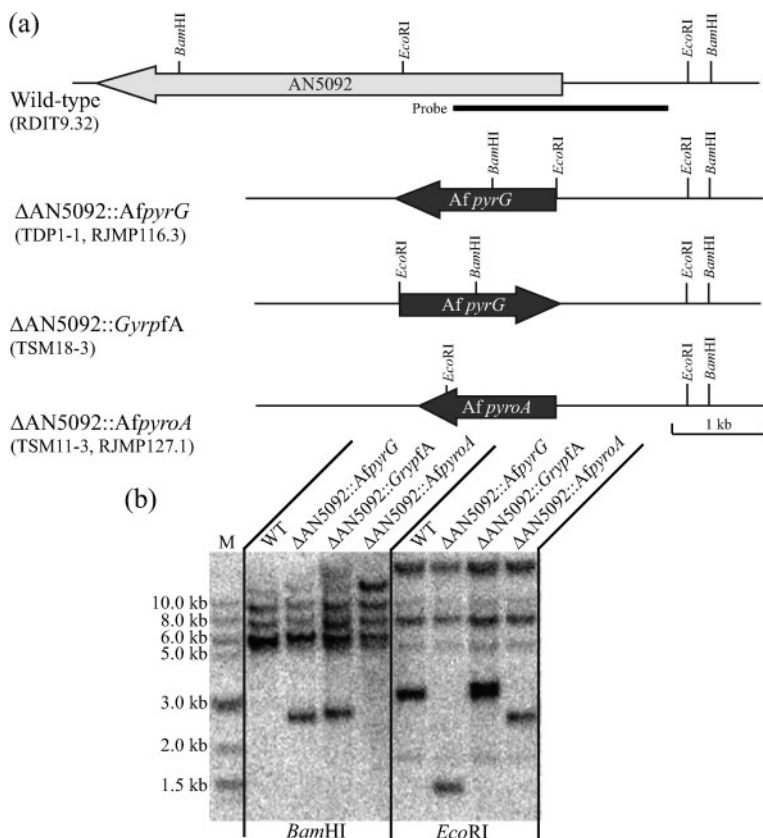 (a)
BamHI
EcoRI
EcoRI
BamHI
AN5092
Wild-type
(RDIT9.32)
Probe
BamHI
EcoRI
EcoRI
BamHI
Af pyrG
ΔAN5092::AfpyrG
(TDP1-1, RJMP116.3)
EcoRI
BamHI
EcoRI
BamHI
Af pyrG
ΔAN5092::GyrpfA
(TSM18-3)
EcoRI
EcoRI
BamHI
Af pyroA
ΔAN5092::AfpyroA
(TSM11-3, RJMP127.1)
1 kb
(b)
M
WT
ΔAN5092::AfpyrG
ΔAN5092::GrypfA
ΔAN5092::AfpyroA
WT
ΔAN5092::AfpyrG
ΔAN5092::GrypfA
ΔAN5092::AfpyroA
10.0 kb
8.0 kb
6.0 kb
5.0 kb
3.0 kb
2.0 kb
1.5 kb
BamHI
EcoRI